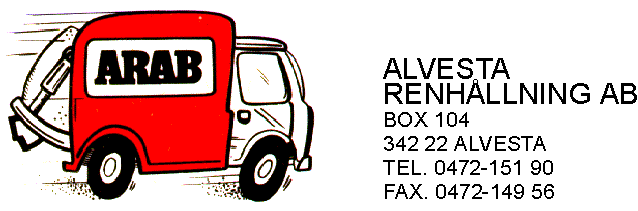 ARAB
ALVESTA
RENHÅLLNING AB
BOX 104
342 22 ALVESTA
TEL. 0472-151 90
FAX. 0472-149 56